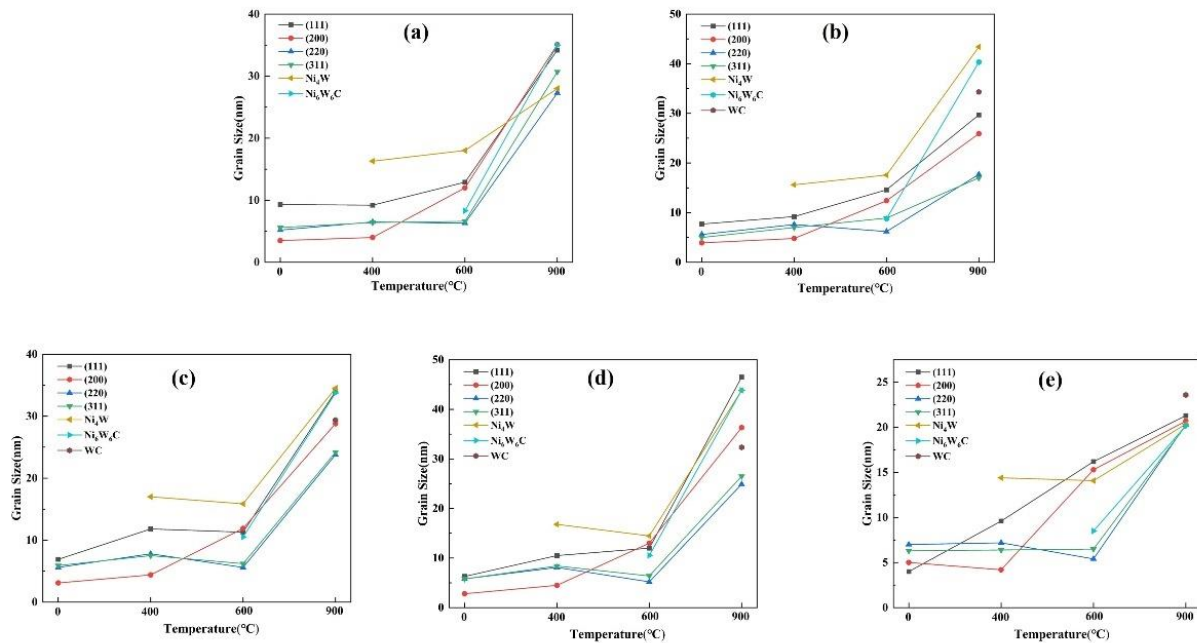 (a)
(111)
(200)
(220)
(311)
Ni₄W
Ni₆W₆C
Grain Size(nm)
40
30
20
10
0
0 400 600 900
Temperature(°C)
(b)
(111)
(200)
(220)
(311)
Ni₄W
Ni₆W₆C
WC
Grain Size(nm)
50
40
30
20
10
0
0 400 600 900
Temperature(°C)
(c)
(111)
(200)
(220)
(311)
Ni₄W
Ni₆W₆C
WC
Grain Size(nm)
40
30
20
10
0
0 400 600 900
Temperature(°C)
(d)
(111)
(200)
(220)
(311)
Ni₄W
Ni₆W₆C
WC
Grain Size(nm)
50
40
30
20
10
0
0 400 600 900
Temperature(°C)
(e)
(111)
(200)
(220)
(311)
Ni₄W
Ni₆W₆C
WC
Grain Size(nm)
25
20
15
10
5
0
0 400 600 900
Temperature(°C)